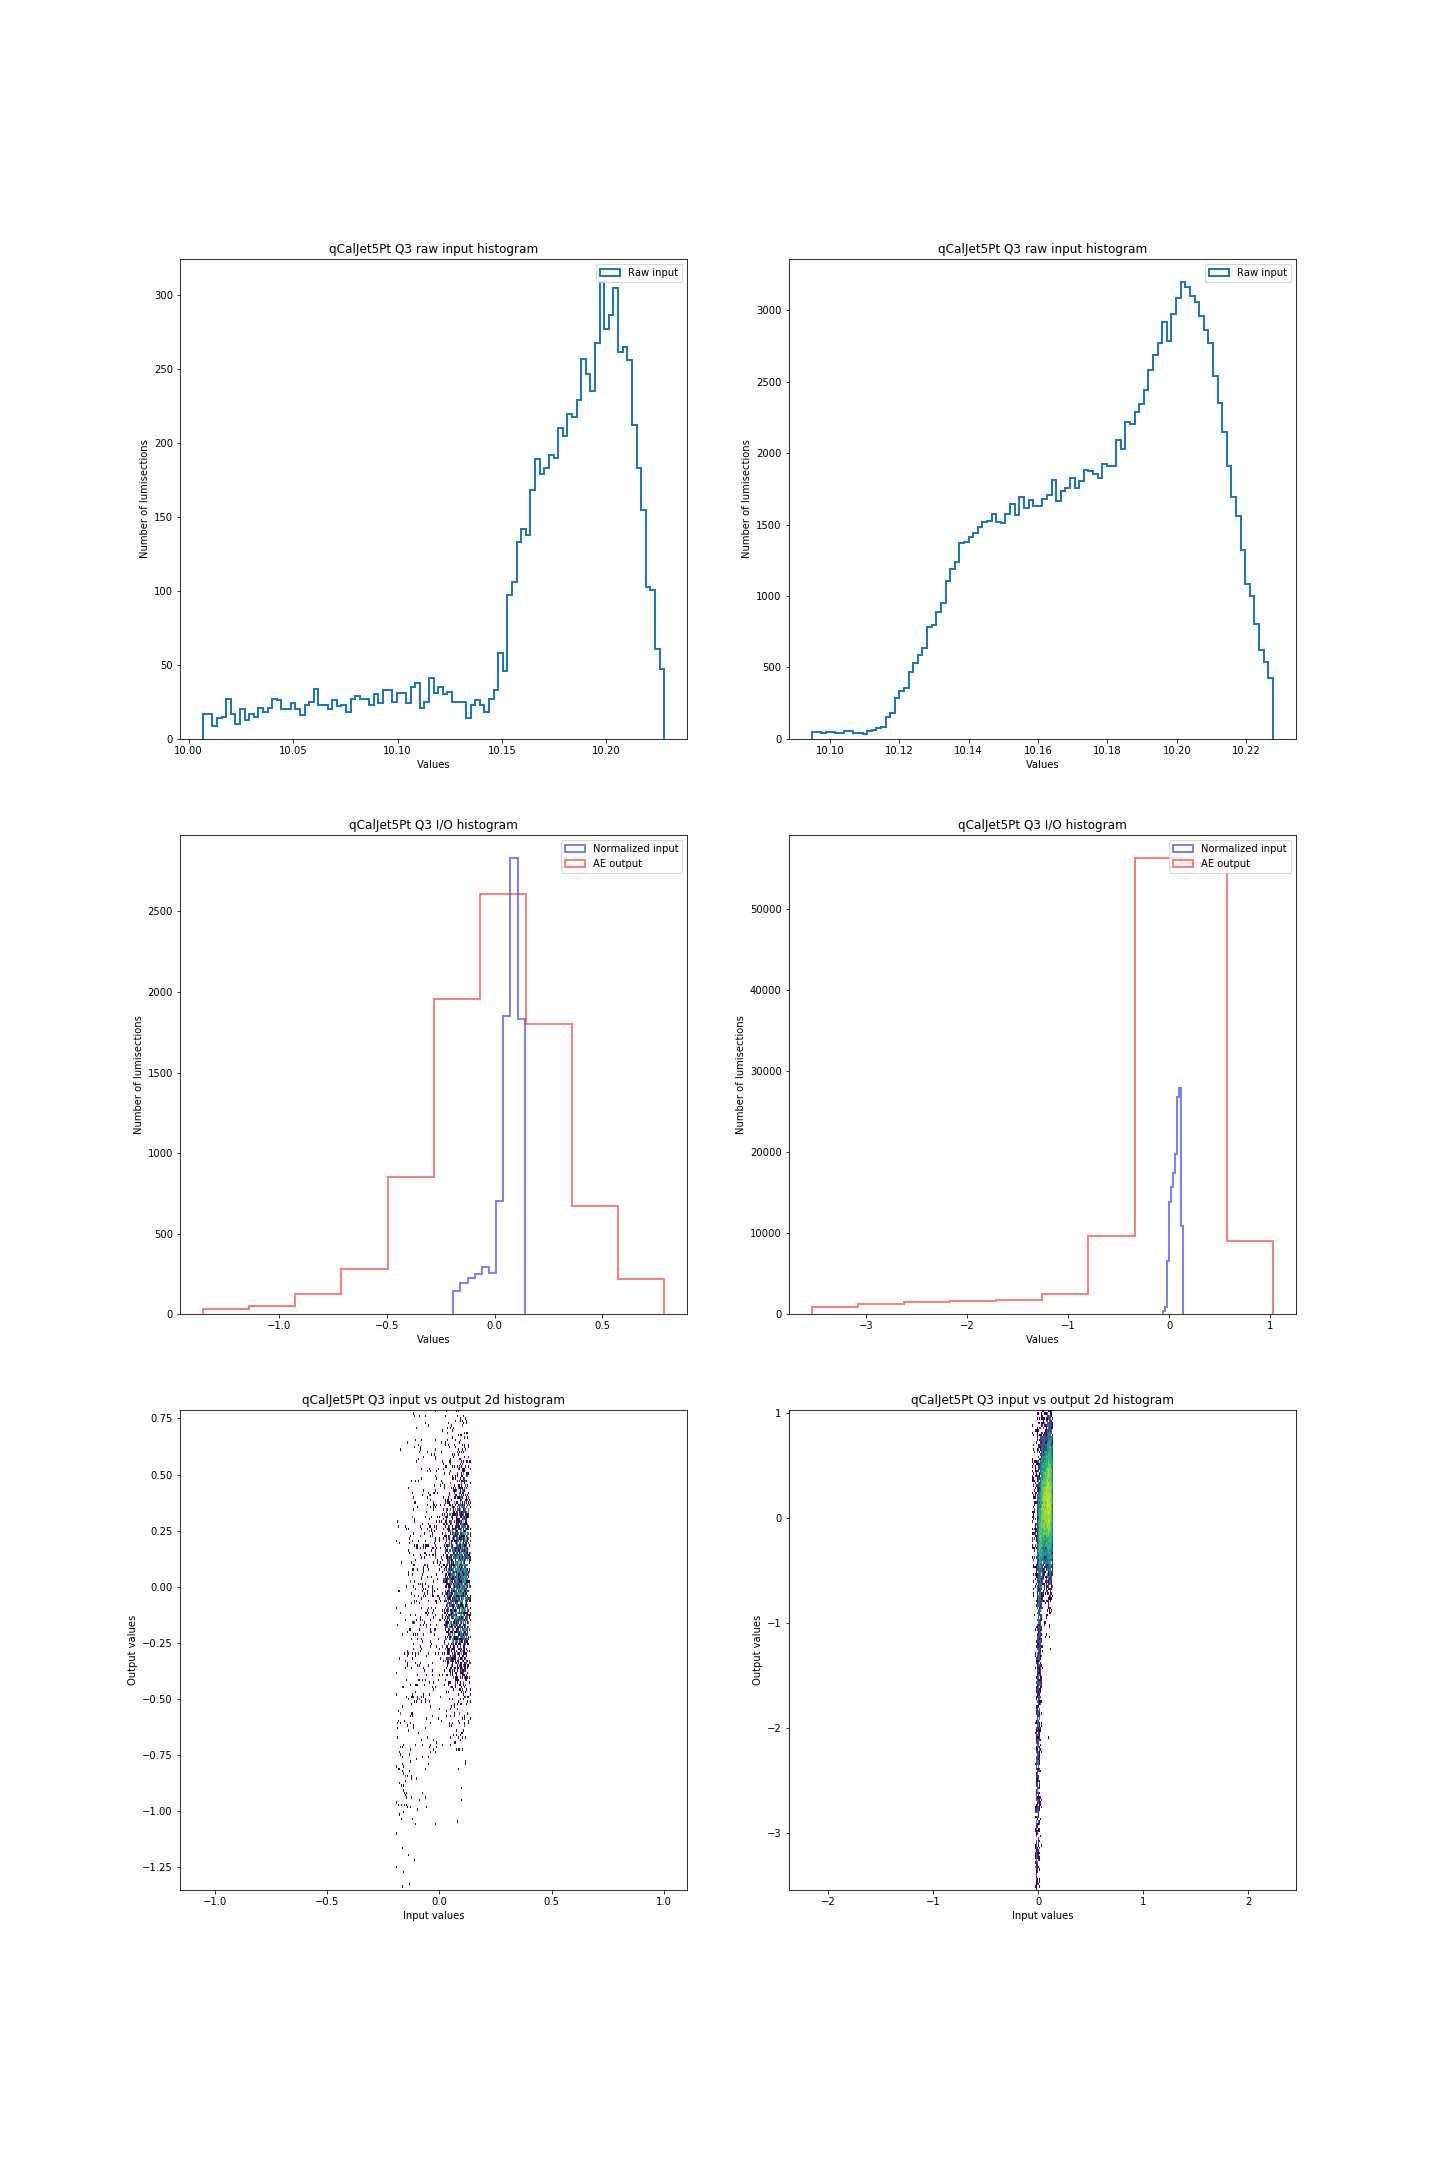 qCalJet5Pt Q3 raw input histogram
Raw input
300
250
200
150
100
50
0
Number of lumisections
10.00 10.05 10.10 10.15 10.20
Values
qCalJet5Pt Q3 raw input histogram
Raw input
3000
2500
2000
1500
1000
500
0
Number of lumisections
10.10 10.12 10.14 10.16 10.18 10.20 10.22
Values
qCalJet5Pt Q3 I/O histogram
Normalized input
AE output
2500
2000
1500
1000
500
0
Number of lumisections
−1.0 −0.5 0.0 0.5
Values
qCalJet5Pt Q3 I/O histogram
Normalized input
AE output
50000
40000
30000
20000
10000
0
Number of lumisections
−3 −2 −1 0 1
Values
qCalJet5Pt Q3 input vs output 2d histogram
0.75
0.50
0.25
0.00
−0.25
−0.50
−0.75
−1.00
−1.25
Output values
−1.0 −0.5 0.0 0.5 1.0
Input values
qCalJet5Pt Q3 input vs output 2d histogram
1
0
−1
−2
−3
Output values
−2 −1 0 1 2
Input values